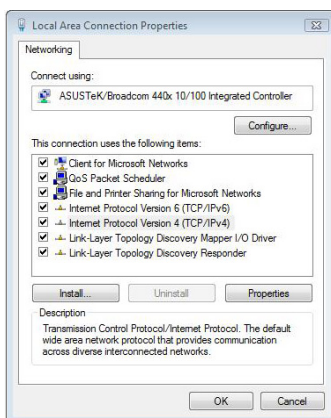 Local Area Connection Properties
Networking
Connect using:
ASUSTeK/Broadcom 440x 10/100 Integrated Controller
Configure...
This connection uses the following items:
Client for Microsoft Networks
QoS Packet Scheduler
File and Printer Sharing for Microsoft Networks
Internet Protocol Version 6 (TCP/IPv6)
Internet Protocol Version 4 (TCP/IPv4)
Link-Layer Topology Discovery Mapper I/O Driver
Link-Layer Topology Discovery Responder
Install... Uninstall Properties
Description
Transmission Control Protocol/Internet Protocol. The default
wide area network protocol that provides communication
across diverse interconnected networks.
OK Cancel